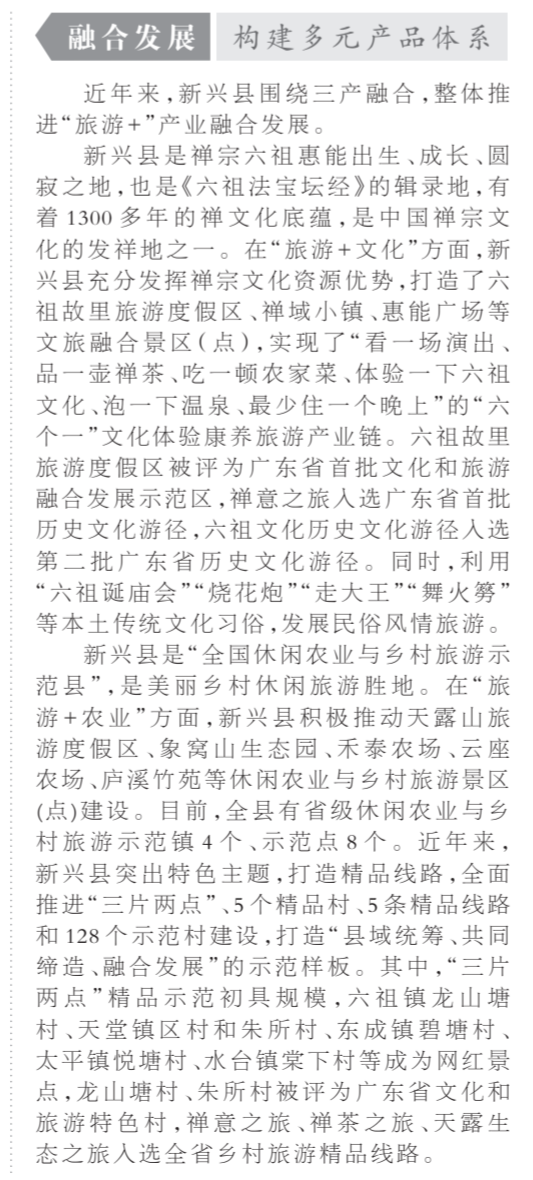 融合发展 构建多元产品体系
近年来,新兴县围绕三产融合,整体推
进“旅游+”产业融合发展。
新兴县是禅宗六祖惠能出生、成长、圆
寂之地,也是《六祖法宝坛经》的辑录地,有
着1300多年的禅文化底蕴,是中国禅宗文
化的发祥地之一。在“旅游+文化”方面,新
兴县充分发挥禅宗文化资源优势,打造了六
祖故里旅游度假区、禅域小镇、惠能广场等
文旅融合景区(点),实现了“看一场演出、
品一壶禅茶、吃一顿农家菜、体验一下六祖
文化、泡一下温泉、最少住一个晚上”的“六
个一”文化体验康养旅游产业链。六祖故里
旅游度假区被评为广东省首批文化和旅游
融合发展示范区,禅意之旅入选广东省首批
历史文化游径,六祖文化历史文化游径入选
第二批广东省历史文化游径。同时,利用
“六祖诞庙会”“烧花炮”“走大王”“舞火篣”
等本土传统文化习俗,发展民俗风情旅游。
新兴县是“全国休闲农业与乡村旅游示
范县”,是美丽乡村休闲旅游胜地。在“旅
游+农业”方面,新兴县积极推动天露山旅
游度假区、象窝山生态园、禾泰农场、云座
农场、庐溪竹苑等休闲农业与乡村旅游景区
(点)建设。目前,全县有省级休闲农业与乡
村旅游示范镇4个、示范点8个。近年来,
新兴县突出特色主题,打造精品线路,全面
推进“三片两点”、5个精品村、5条精品线路
和128个示范村建设,打造“县域统筹、共同
缔造、融合发展”的示范样板。其中,“三片
两点”精品示范初具规模,六祖镇龙山塘
村、天堂镇区村和朱所村、东成镇碧塘村、
太平镇悦塘村、水台镇棠下村等成为网红景
点,龙山塘村、朱所村被评为广东省文化和
旅游特色村,禅意之旅、禅茶之旅、天露生
态之旅入选全省乡村旅游精品线路。